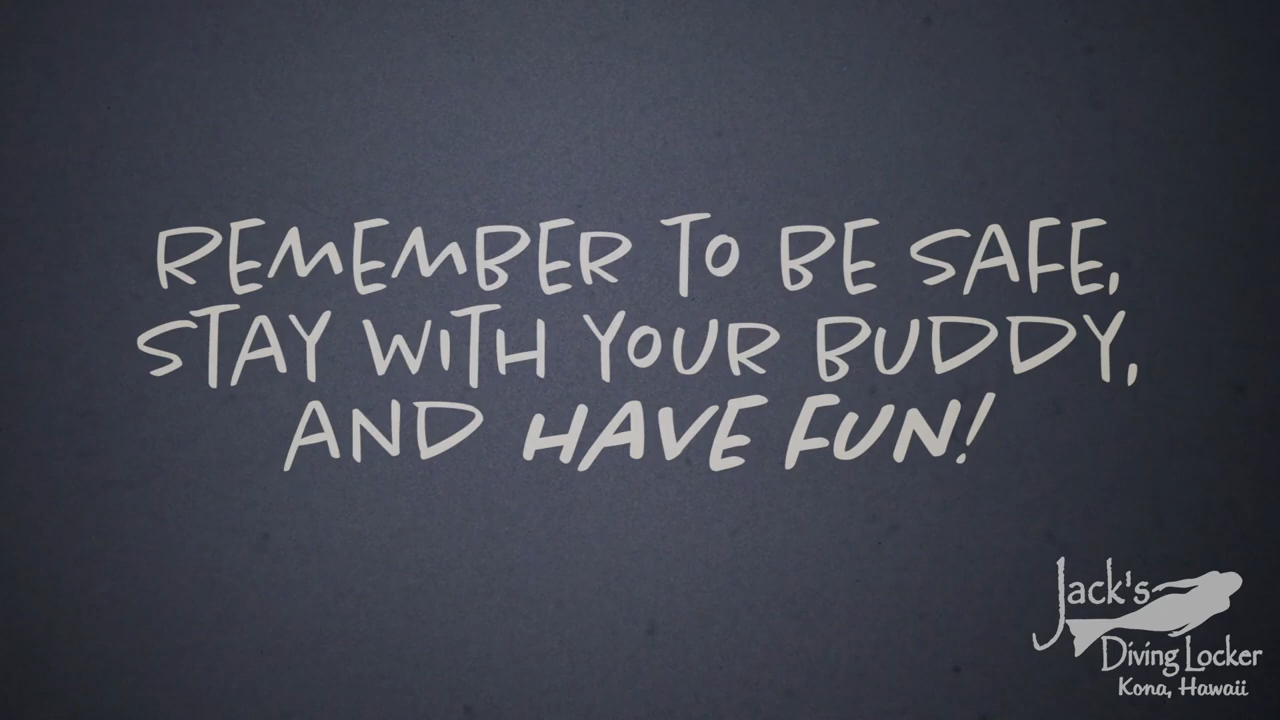 REMEMBER TO BE SAFE,
STAY WITH YOUR BUDDY,
AND HAVE FUN!
Jack's
Diving Locker
Kona, Hawaii